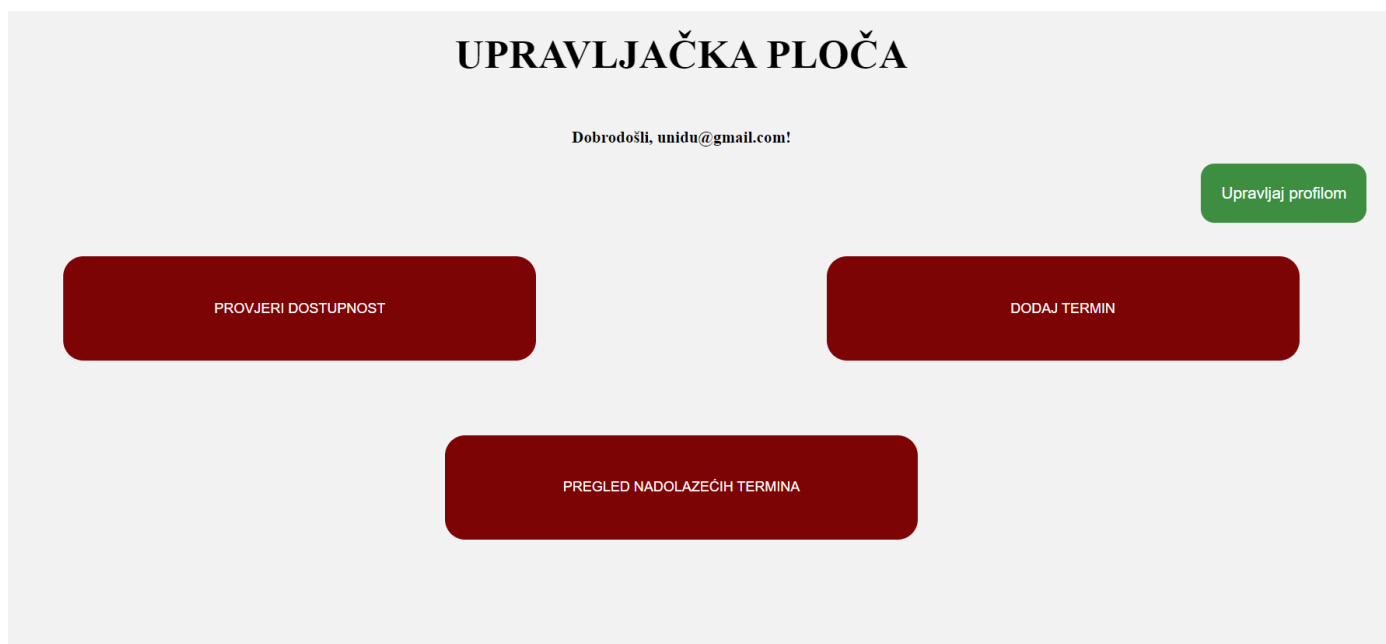 UPRAVLJAČKA PLOČA
Dobrodošli, unidu@gmail.com!
Upravljaj profilom
PROVJERI DOSTUPNOST
DODAJ TERMIN
PREGLED NADOLAZEĆIH TERMINA